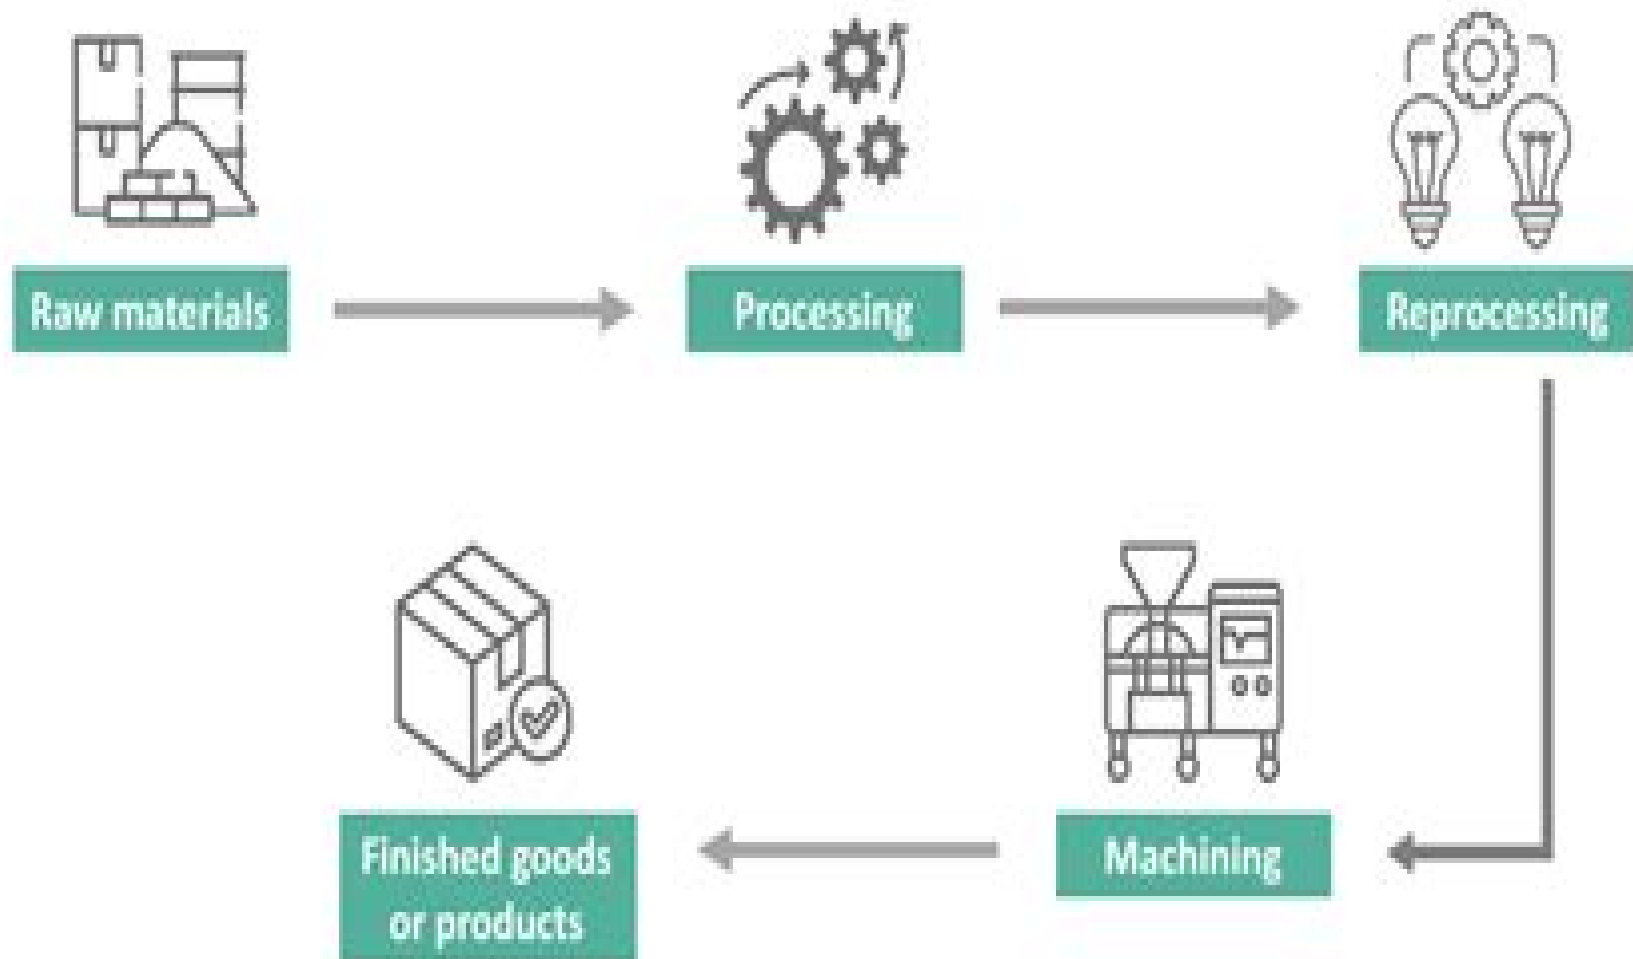 Raw materials
Processing
Reprocessing
Machining
Finished goods
or products